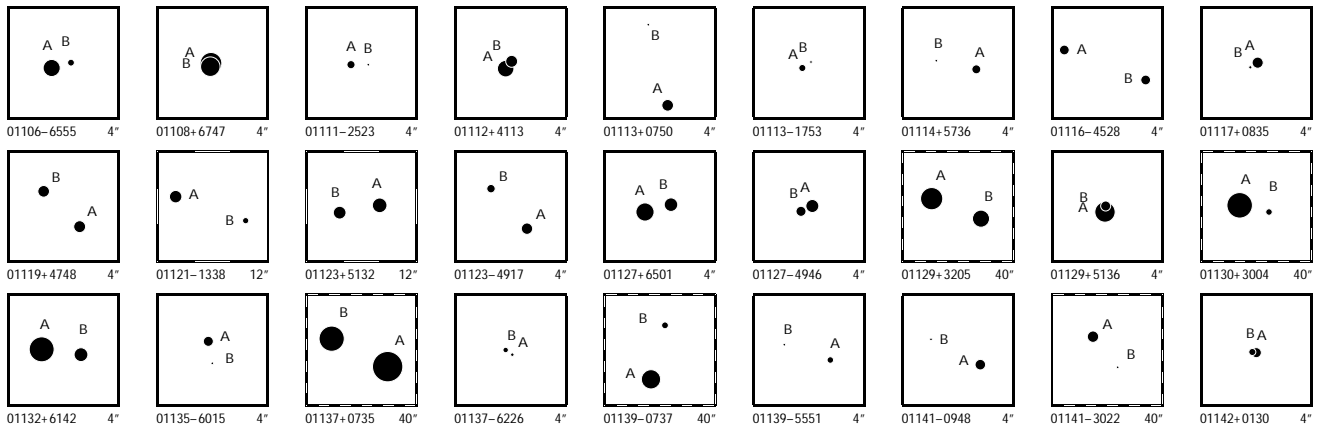 A B A B A B A B B A A B B A A B B A
01106−6555 4″ 01108+6747 4″ 01111−2523 4″ 01112+4113 4″ 01113+0750 4″ 01113−1753 4″ 01114+5736 4″ 01116−4528 4″ 01117+0835 4″
B A A B B A B A A B B A A B B A A B
01119+4748 4″ 01121−1338 12″ 01123+5132 12″ 01123−4917 4″ 01127+6501 4″ 01127−4946 4″ 01129+3205 40″ 01129+5136 4″ 01130+3004 40″
A B A B B A B A B A B A B A A B B A
01132+6142 4″ 01135−6015 4″ 01137+0735 40″ 01137−6226 4″ 01139−0737 40″ 01139−5551 4″ 01141−0948 4″ 01141−3022 40″ 01142+0130 4″